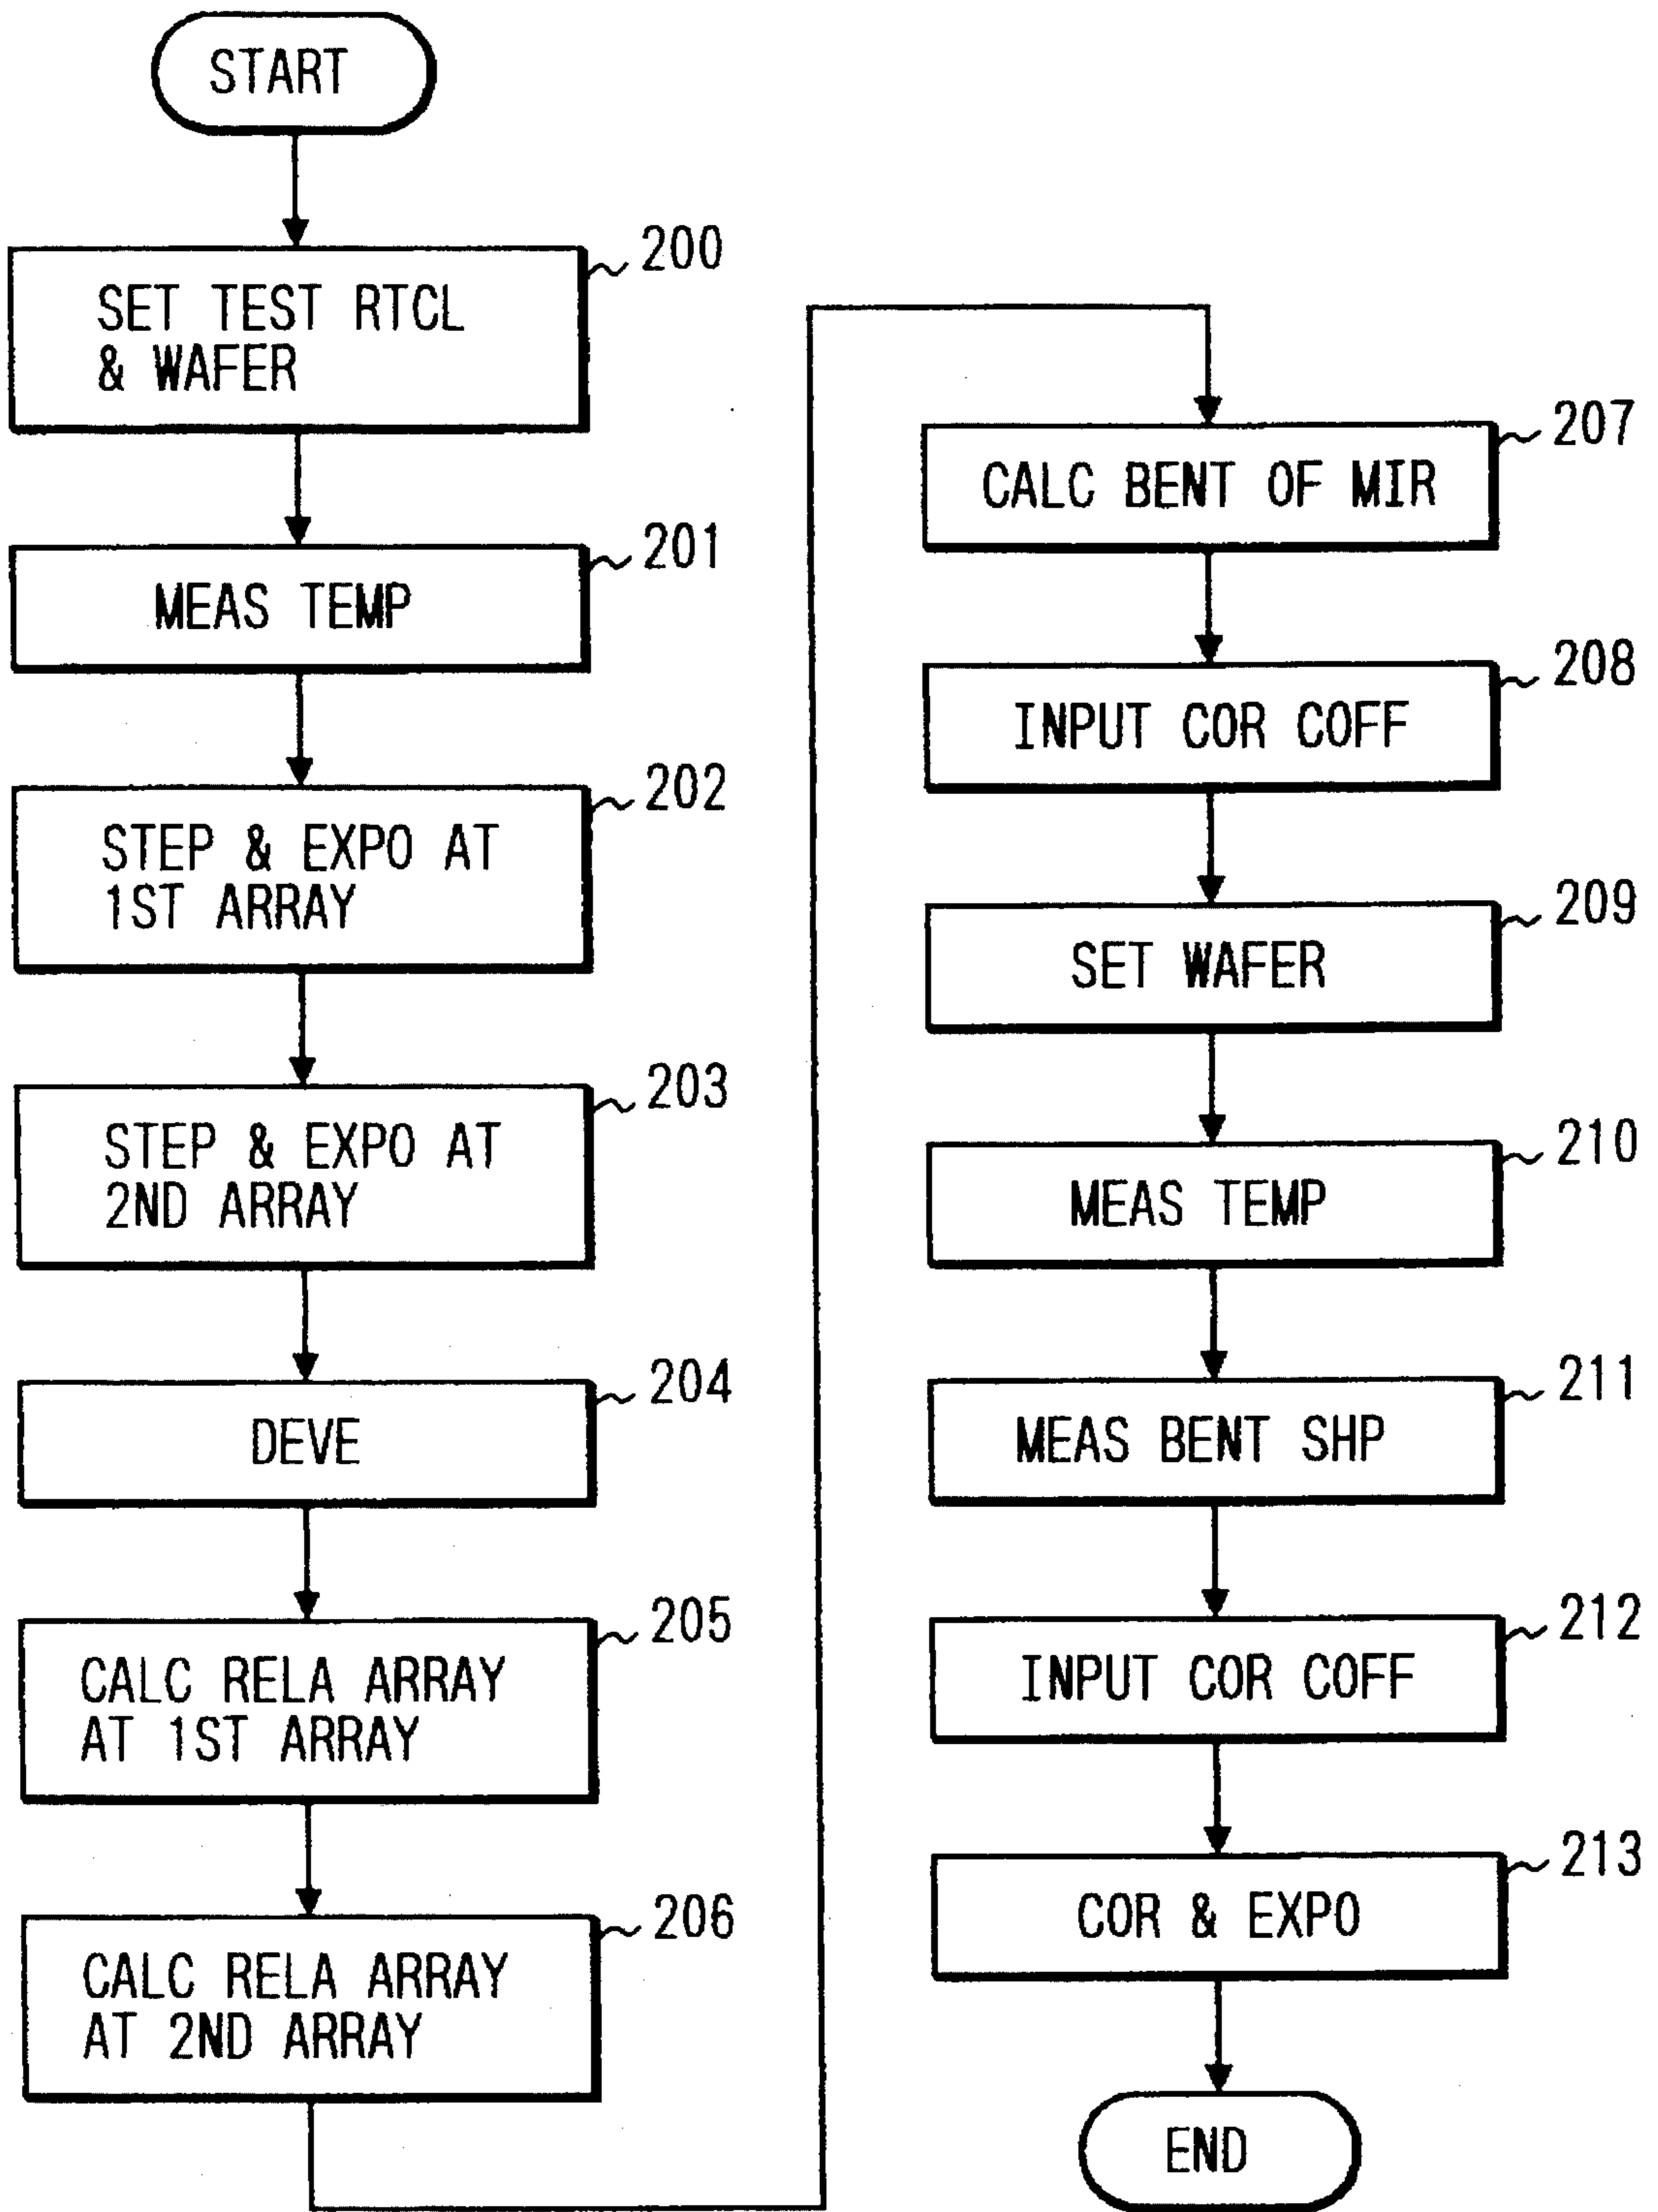 START
200
SET TEST RTCL
& WAFER
201
MEAS TEMP
202
STEP & EXPO AT
1ST ARRAY
203
STEP & EXPO AT
2ND ARRAY
204
DEVE
205
CALC RELA ARRAY
AT 1ST ARRAY
206
CALC RELA ARRAY
AT 2ND ARRAY
207
CALC BENT OF MIR
208
INPUT COR COFF
209
SET WAFER
210
MEAS TEMP
211
MEAS BENT SHP
212
INPUT COR COFF
213
COR & EXPO
END